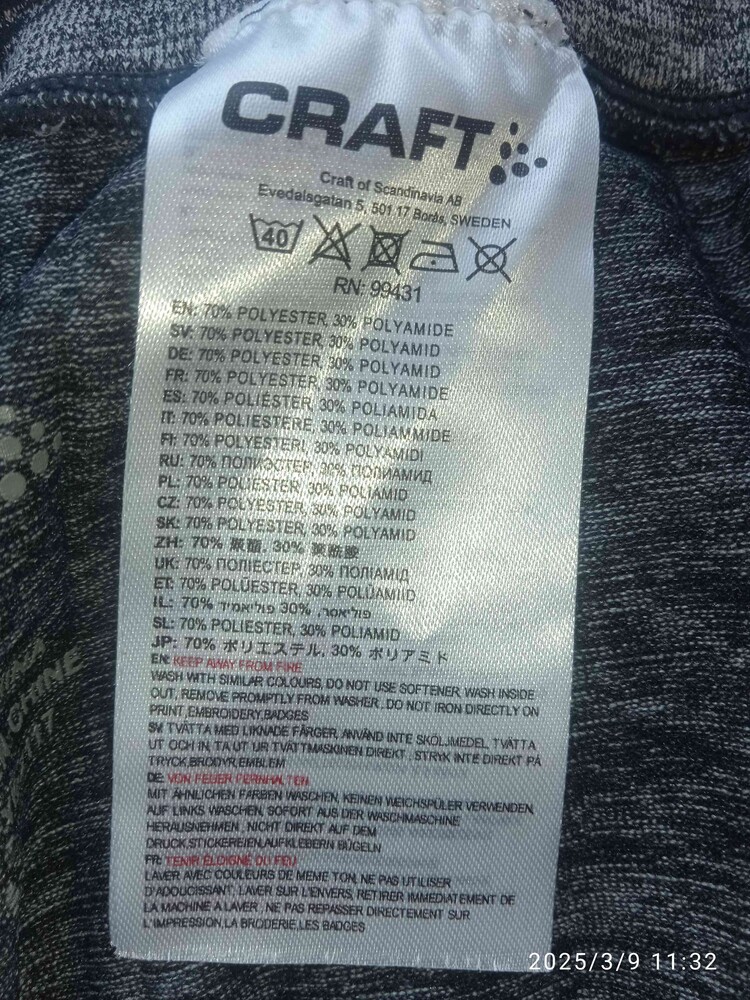 CRAFT
Craft of Scandinavia AB
Evedalsgatan 5, 501 17 Borås, SWEDEN
40
RN: 99431
EN: 70% POLYESTER, 30% POLYAMIDE
SV: 70% POLYESTER, 30% POLYAMID
DE: 70% POLYESTER, 30% POLYAMID
FR: 70% POLYESTER, 30% POLYAMIDE
ES: 70% POLIÉSTER, 30% POLIAMIDA
IT: 70% POLIESTERE, 30% POLIAMMIDE
FI: 70% POLYESTERI, 30% POLYAMIDI
RU: 70% ПОЛИЭСТЕР, 30% ПОЛИАМИД
PL: 70% POLIESTER, 30% POLIAMID
CZ: 70% POLYESTER, 30% POLYAMID
SK: 70% POLYESTER, 30% POLYAMID
ZH: 70% 聚酯, 30% 聚酰胺
UK: 70% ПОЛІЕСТЕР, 30% ПОЛІАМІД
ET: 70% POLÜESTER, 30% POLÜAMIID
IL: 70% פוליאמיד 30% ,פוליאסר
SL: 70% POLIESTER, 30% POLIAMID
JP: 70% ポリエステル, 30% ポリアミド
EN: KEEP AWAY FROM FIRE
WASH WITH SIMILAR COLOURS, DO NOT USE SOFTENER, WASH INSIDE
OUT, REMOVE PROMPTLY FROM WASHER, DO NOT IRON DIRECTLY ON
PRINT,EMBROIDERY,BADGES
SV: TVÄTTA MED LIKNADE FÄRGER, ANVÄND INTE SKÖLJMEDEL, TVÄTTA
UT OCH IN, TA UT UR TVÄTTMASKINEN DIREKT, STRYK INTE DIREKT PÅ
TRYCK,BRODYR,EMBLEM
DE: VON FEUER FERNHALTEN
MIT ÄHNLICHEN FARBEN WASCHEN, KEINEN WEICHSPÜLER VERWENDEN,
AUF LINKS WASCHEN, SOFORT AUS DER WASCHMASCHINE
HERAUSNEHMEN, NICHT DIREKT AUF DEM
DRUCK,STICKEREIEN,AUFKLEBERN BÜGELN
FR: TENIR ÉLOIGNÉ DU FEU
LAVER AVEC COULEURS DE MEME TON, NE PAS UTILISER
D'ADOUCISSANT, LAVER SUR L'ENVERS, RETIRER IMMEDIATEMENT DE
LA MACHINE A LAVER, NE PAS REPASSER DIRECTEMENT SUR
L'IMPRESSION,LA BRODERIE,LES BADGES
2025/3/9 11:32